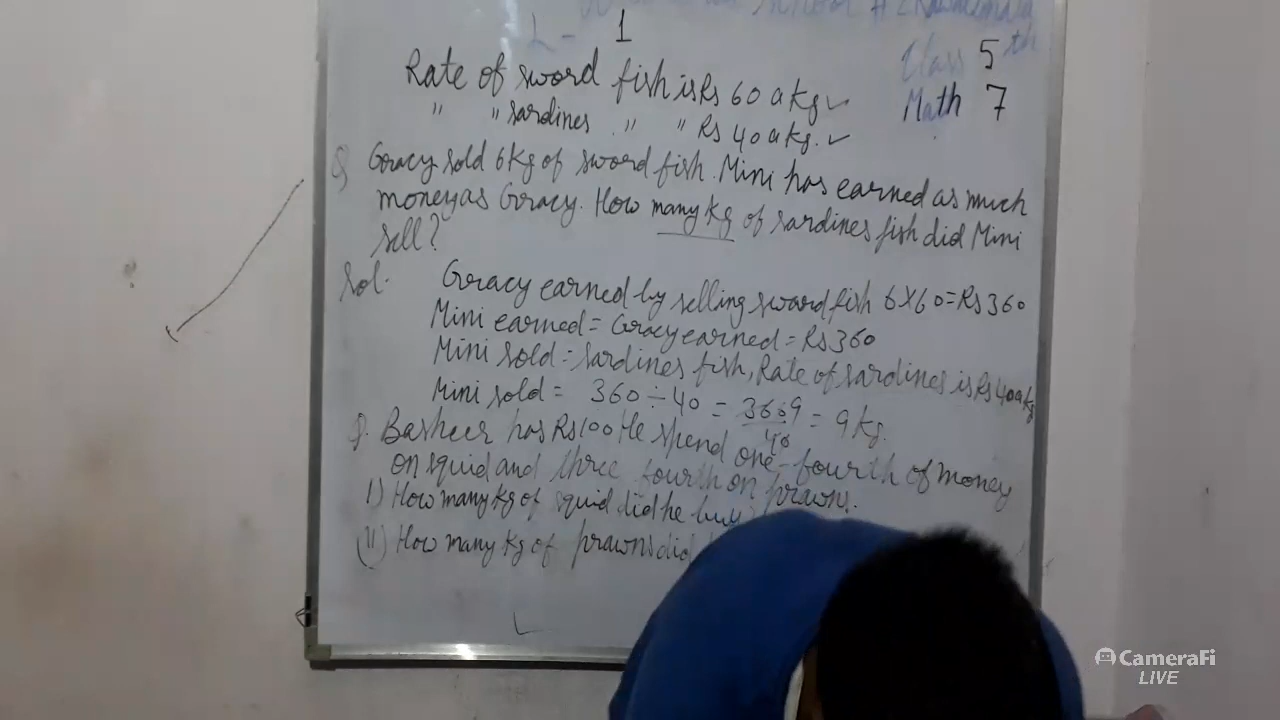 L- 1
Class 5th
Math 7
Rate of sword fish is Rs 60 a kg ✓
" " sardines " " Rs 40 a kg. ✓
Q Gracy sold 6 Kg of sword fish. Mini has earned as much
money as Gracy. How many Kg of sardines fish did Mini
sell?
Sol. Gracy earned by selling sword fish 6X60=Rs 360
Mini earned = Gracy earned = Rs 360
Mini sold = sardines fish, Rate of sardines is Rs 40 a kg
Mini sold = 360 ÷ 40 = 360 9 / 40 = 9 Kg.
Q. Basheer has Rs 100 He spend one-fourth of money
on squid and three fourth on prawns.
I) How many kg of squid did he buy
(II) How many Kg of prawns did
CameraFi
LIVE